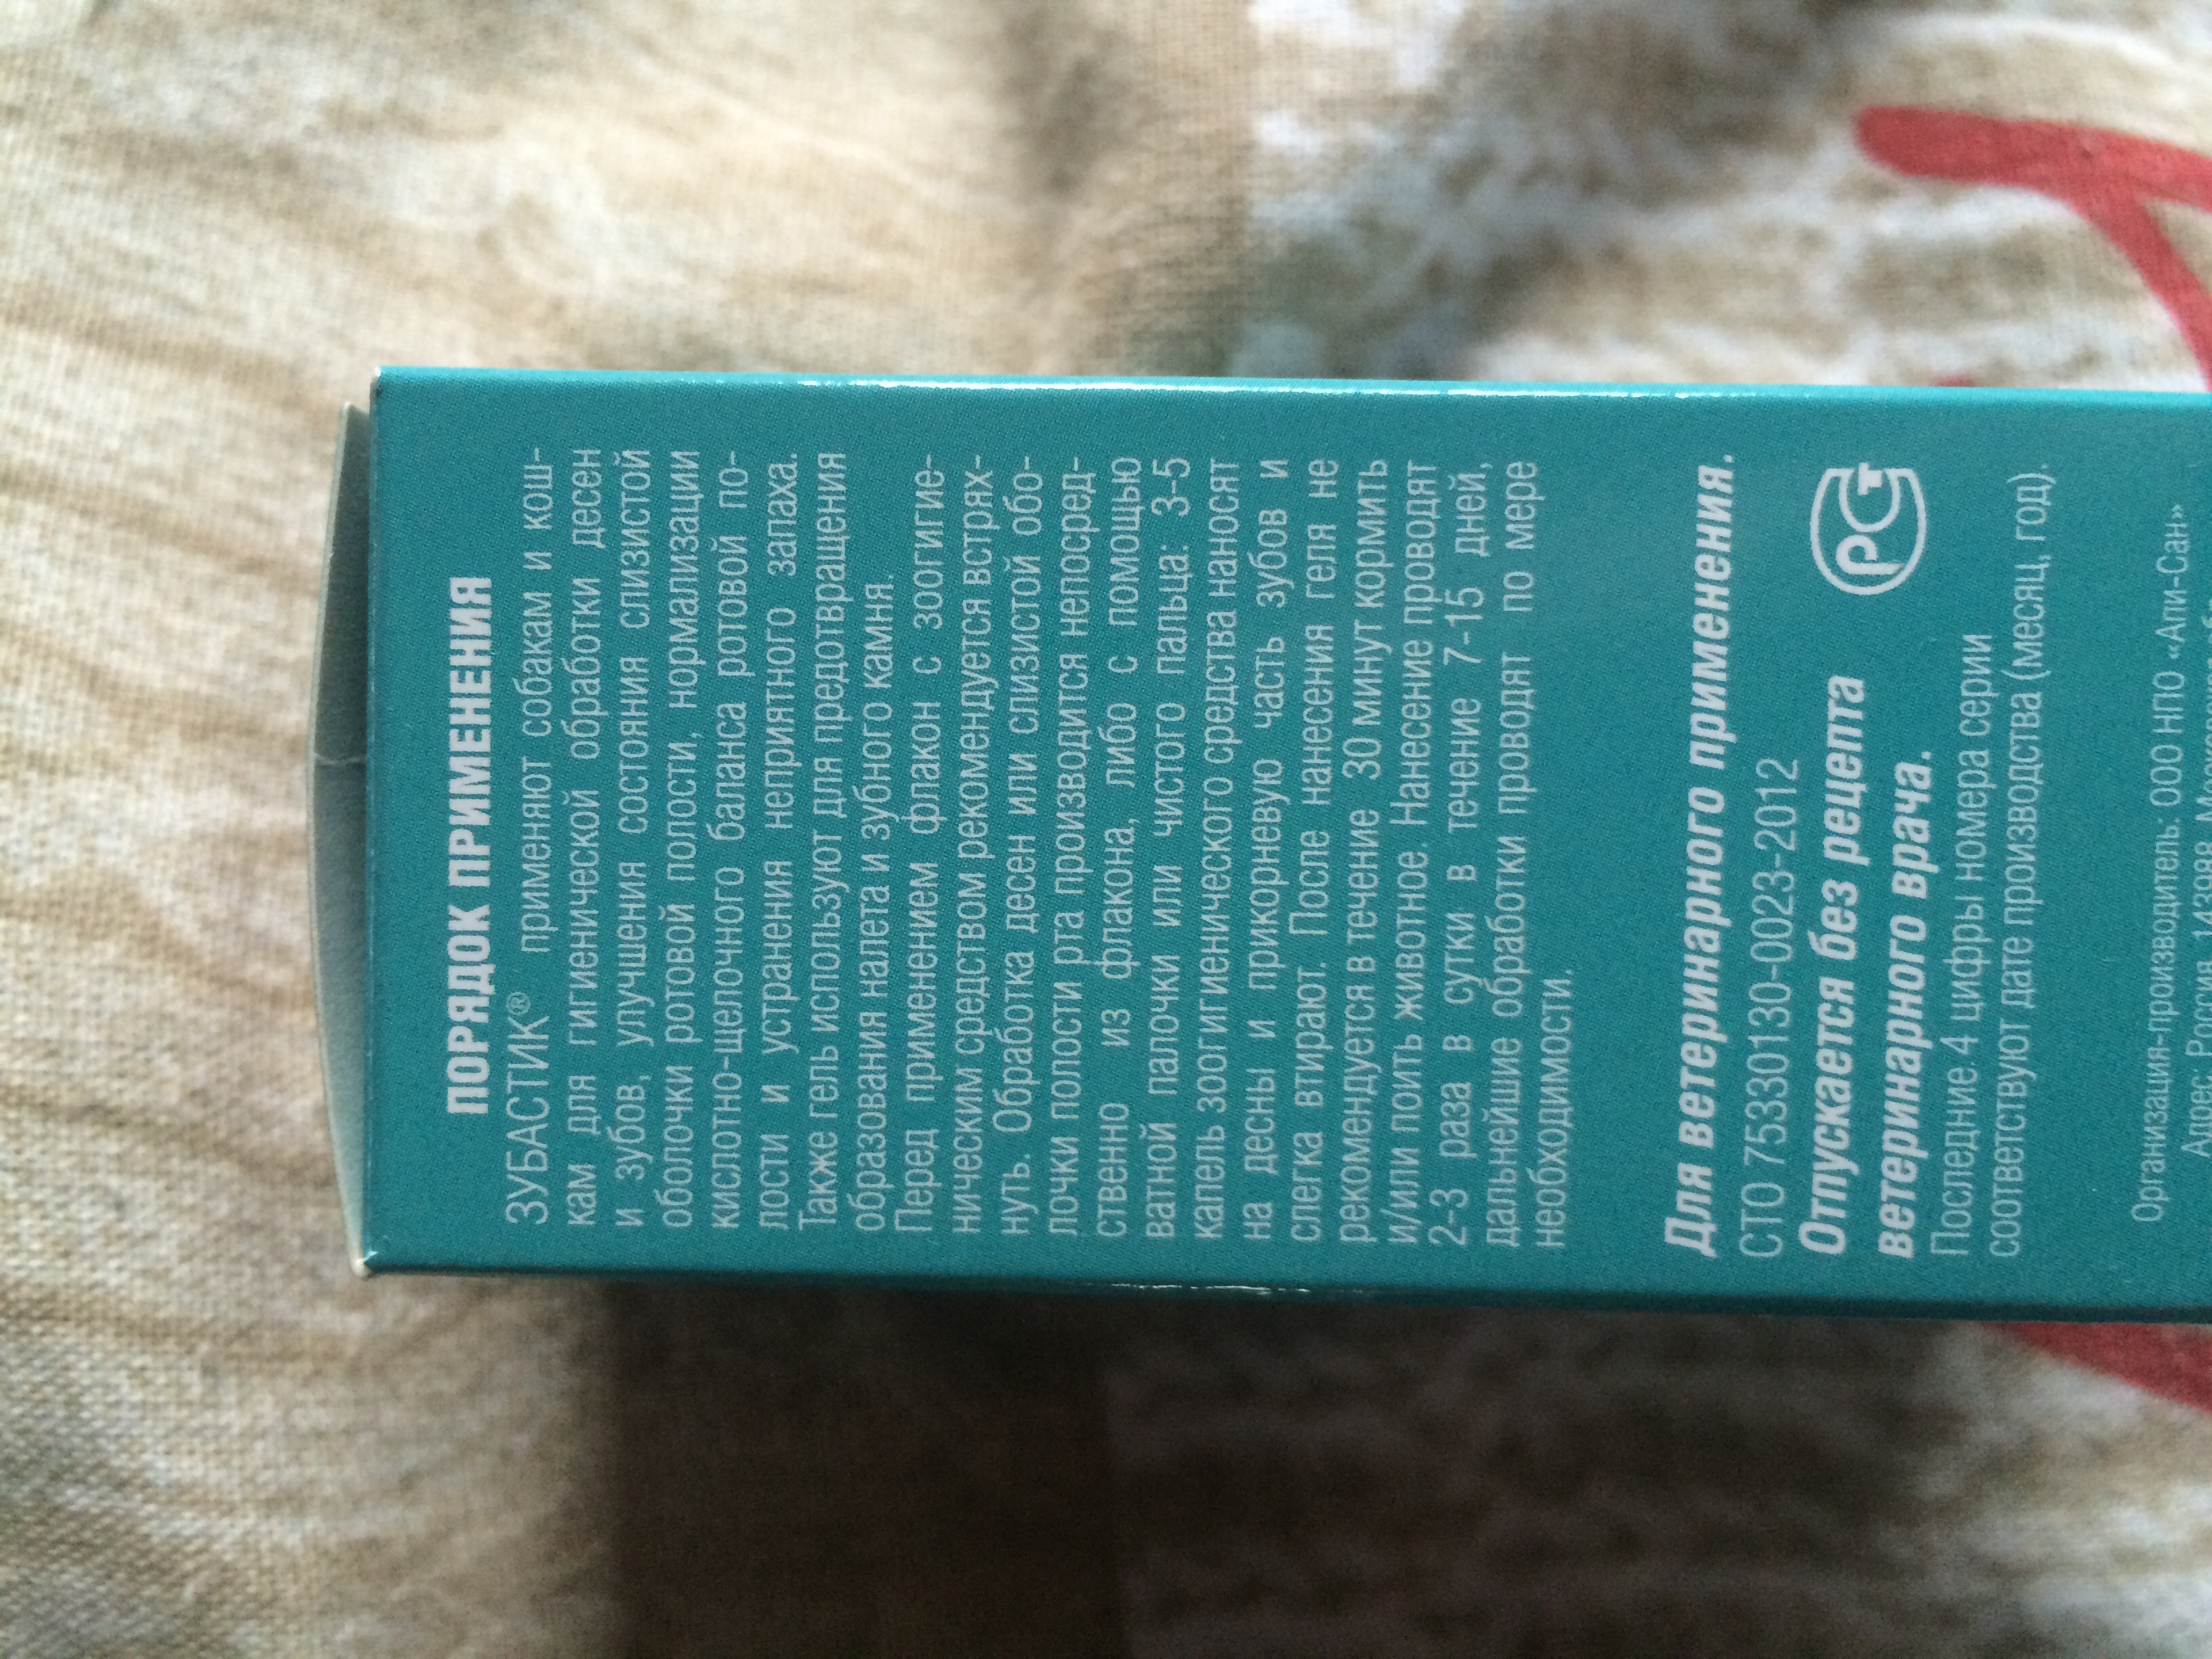 ПОРЯДОК ПРИМЕНЕНИЯ
ЗУБАСТИК® применяют собакам и кош-
кам для гигиенической обработки десен
и зубов, улучшения состояния слизистой
оболочки ротовой полости, нормализации
кислотно-щелочного баланса ротовой по-
лости и устранения неприятного запаха.
Также гель используют для предотвращения
образования налета и зубного камня.
Перед применением флакон с зоогигие-
ническим средством рекомендуется встрях-
нуть. Обработка десен или слизистой обо-
лочки полости рта производится непосред-
ственно из флакона, либо с помощью
ватной палочки или чистого пальца: 3-5
капель зоогигиенического средства наносят
на десны и прикорневую часть зубов и
слегка втирают. После нанесения геля не
рекомендуется в течение 30 минут кормить
и/или поить животное. Нанесение проводят
2-3 раза в сутки в течение 7-15 дней,
дальнейшие обработки проводят по мере
необходимости.
Для ветеринарного применения.
СТО 75330130-0023-2012
Отпускается без рецепта
ветеринарного врача.
РСТ
Последние 4 цифры номера серии
соответствуют дате производства (месяц, год).
Организация-производитель: ООО НПО «Апи-Сан»
Адрес: Россия